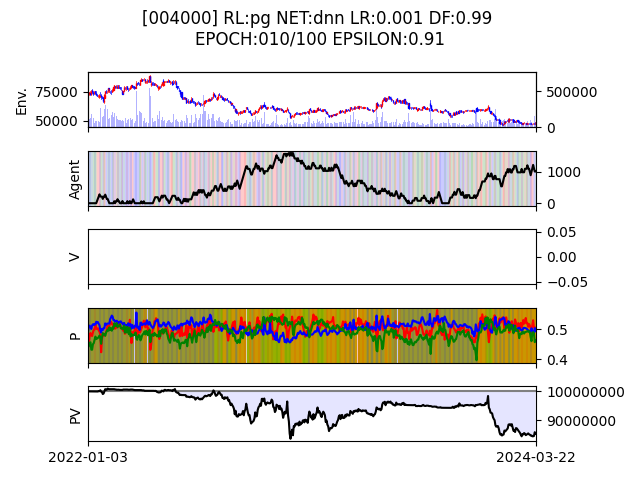 [004000] RL:pg NET:dnn LR:0.001 DF:0.99
EPOCH:010/100 EPSILON:0.91
Env.
75000
50000
500000
0
Agent
1000
0
V
0.05
0.00
−0.05
P
0.5
0.4
PV
100000000
90000000
2022-01-03
2024-03-22